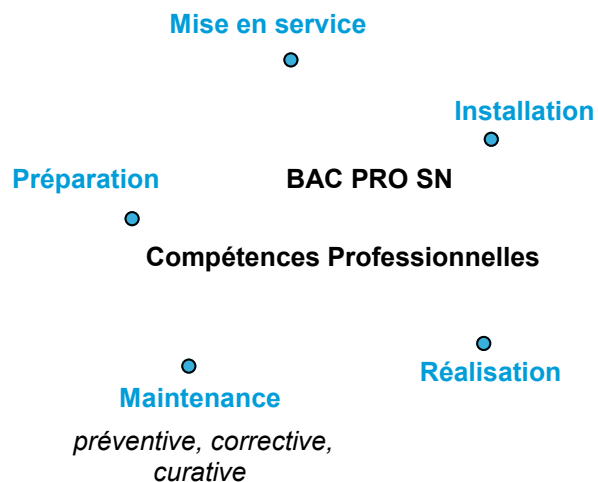 Mise en service
Installation
Préparation
BAC PRO SN
Compétences Professionnelles
Réalisation
Maintenance
préventive, corrective,
curative